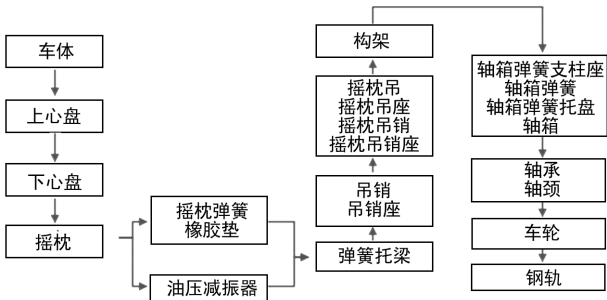 车体
上心盘
下心盘
摇枕
摇枕弹簧
橡胶垫
油压减振器
弹簧托梁
吊销
吊销座
摇枕吊
摇枕吊座
摇枕吊销
摇枕吊销座
构架
轴箱弹簧支柱座
轴箱弹簧
轴箱弹簧托盘
轴箱
轴承
轴颈
车轮
钢轨